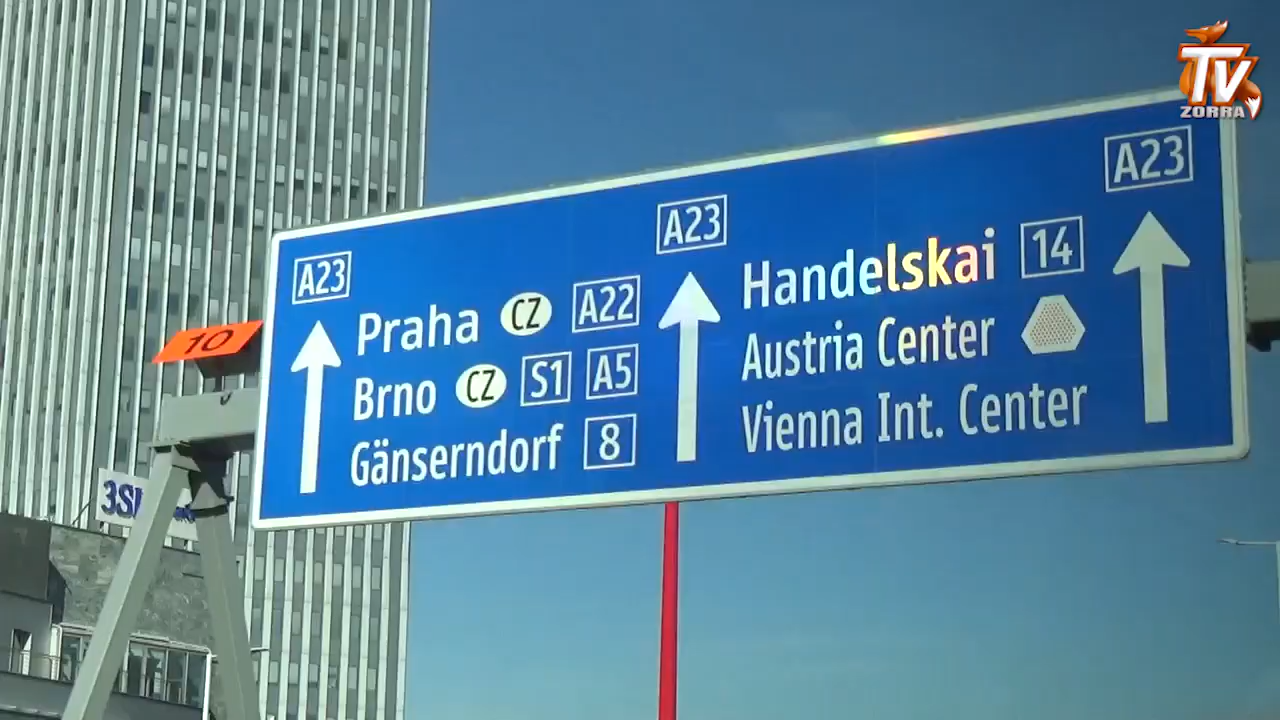 TV
ZORRA
A23
A23
A23
Praha CZ A22
Brno CZ S1 A5
Gänserndorf 8
Handelskai 14
Austria Center
Vienna Int. Center
10